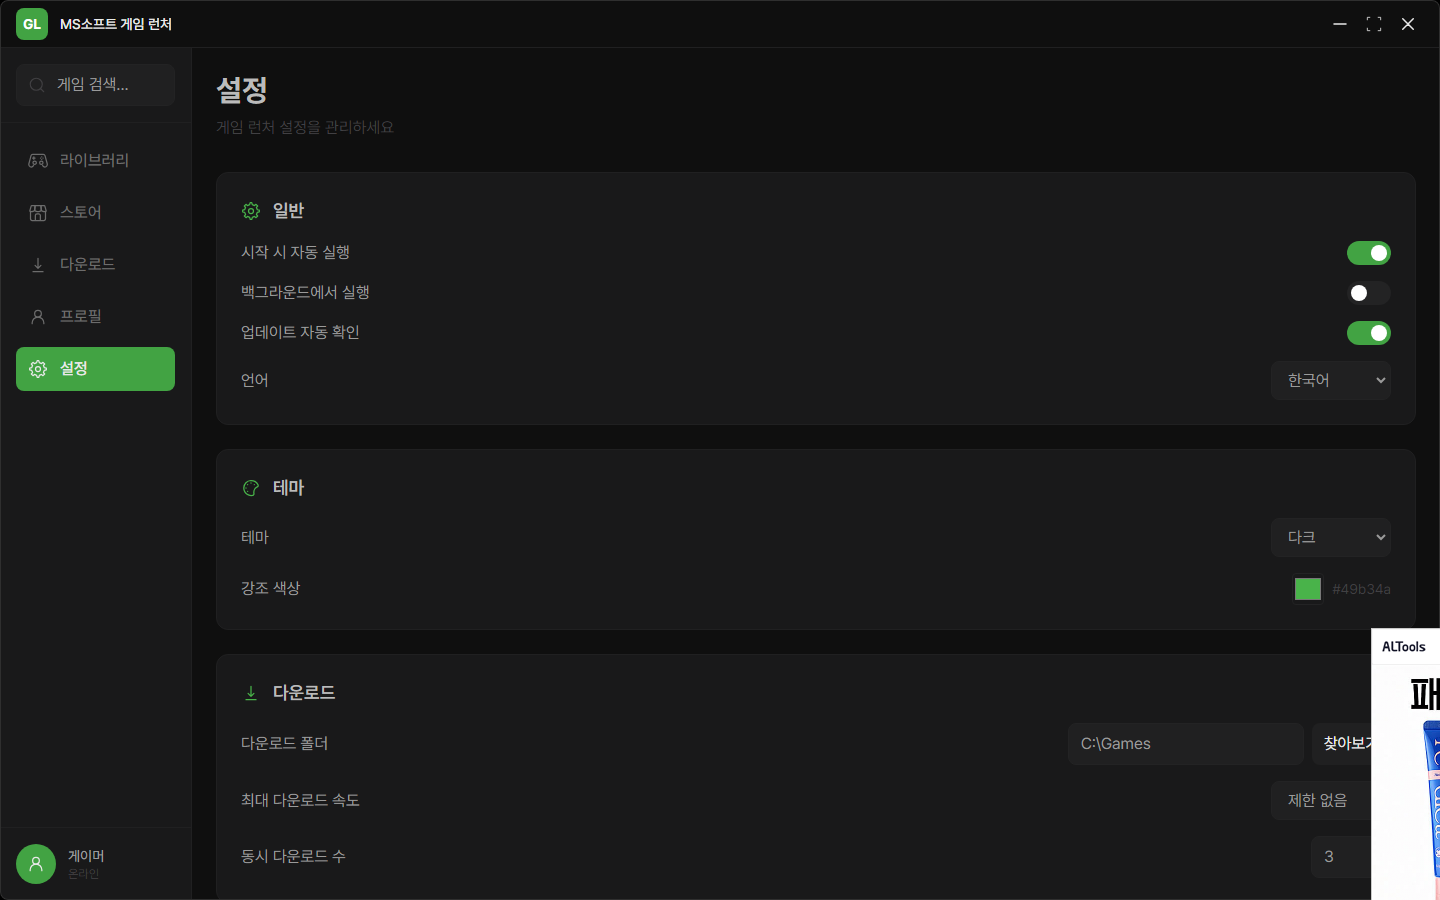 GL
MS소프트 게임 런처
게임 검색...
라이브러리
스토어
다운로드
프로필
설정
게이머
온라인
설정
게임 런처 설정을 관리하세요
일반
시작 시 자동 실행
백그라운드에서 실행
업데이트 자동 확인
언어
한국어
테마
테마
다크
강조 색상
#49b34a
다운로드
다운로드 폴더
C:\Games
찾아보기
최대 다운로드 속도
제한 없음
동시 다운로드 수
3
ALTools
패